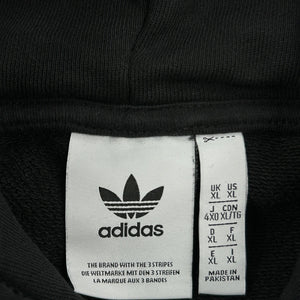 adidas
THE BRAND WITH THE 3 STRIPES
DIE WELTMARKE MIT DEN 3 STREIFEN
LA MARQUE AUX 3 BANDES
UK US
XL XL
J CDN
4XO XL/TG
D F
XL XL
E I
XL XL
MADE IN
PAKISTAN